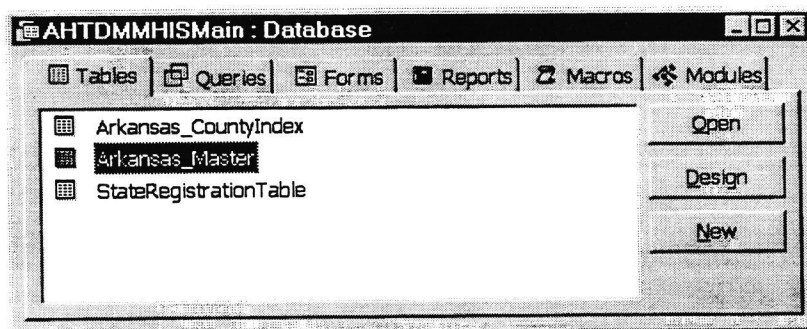 AHTDMMHISMain : Database
Tables Queries Forms Reports Macros Modules
Arkansas_CountyIndex Open
Arkansas_Master
StateRegistrationTable Design
New